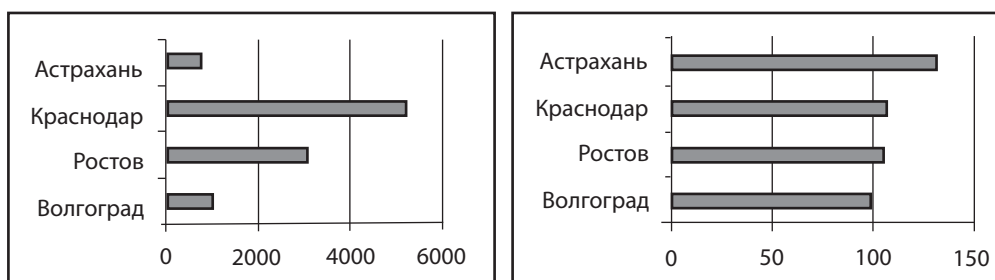 Астрахань
Краснодар
Ростов
Волгоград
0 2000 4000 6000
Астрахань
Краснодар
Ростов
Волгоград
0 50 100 150